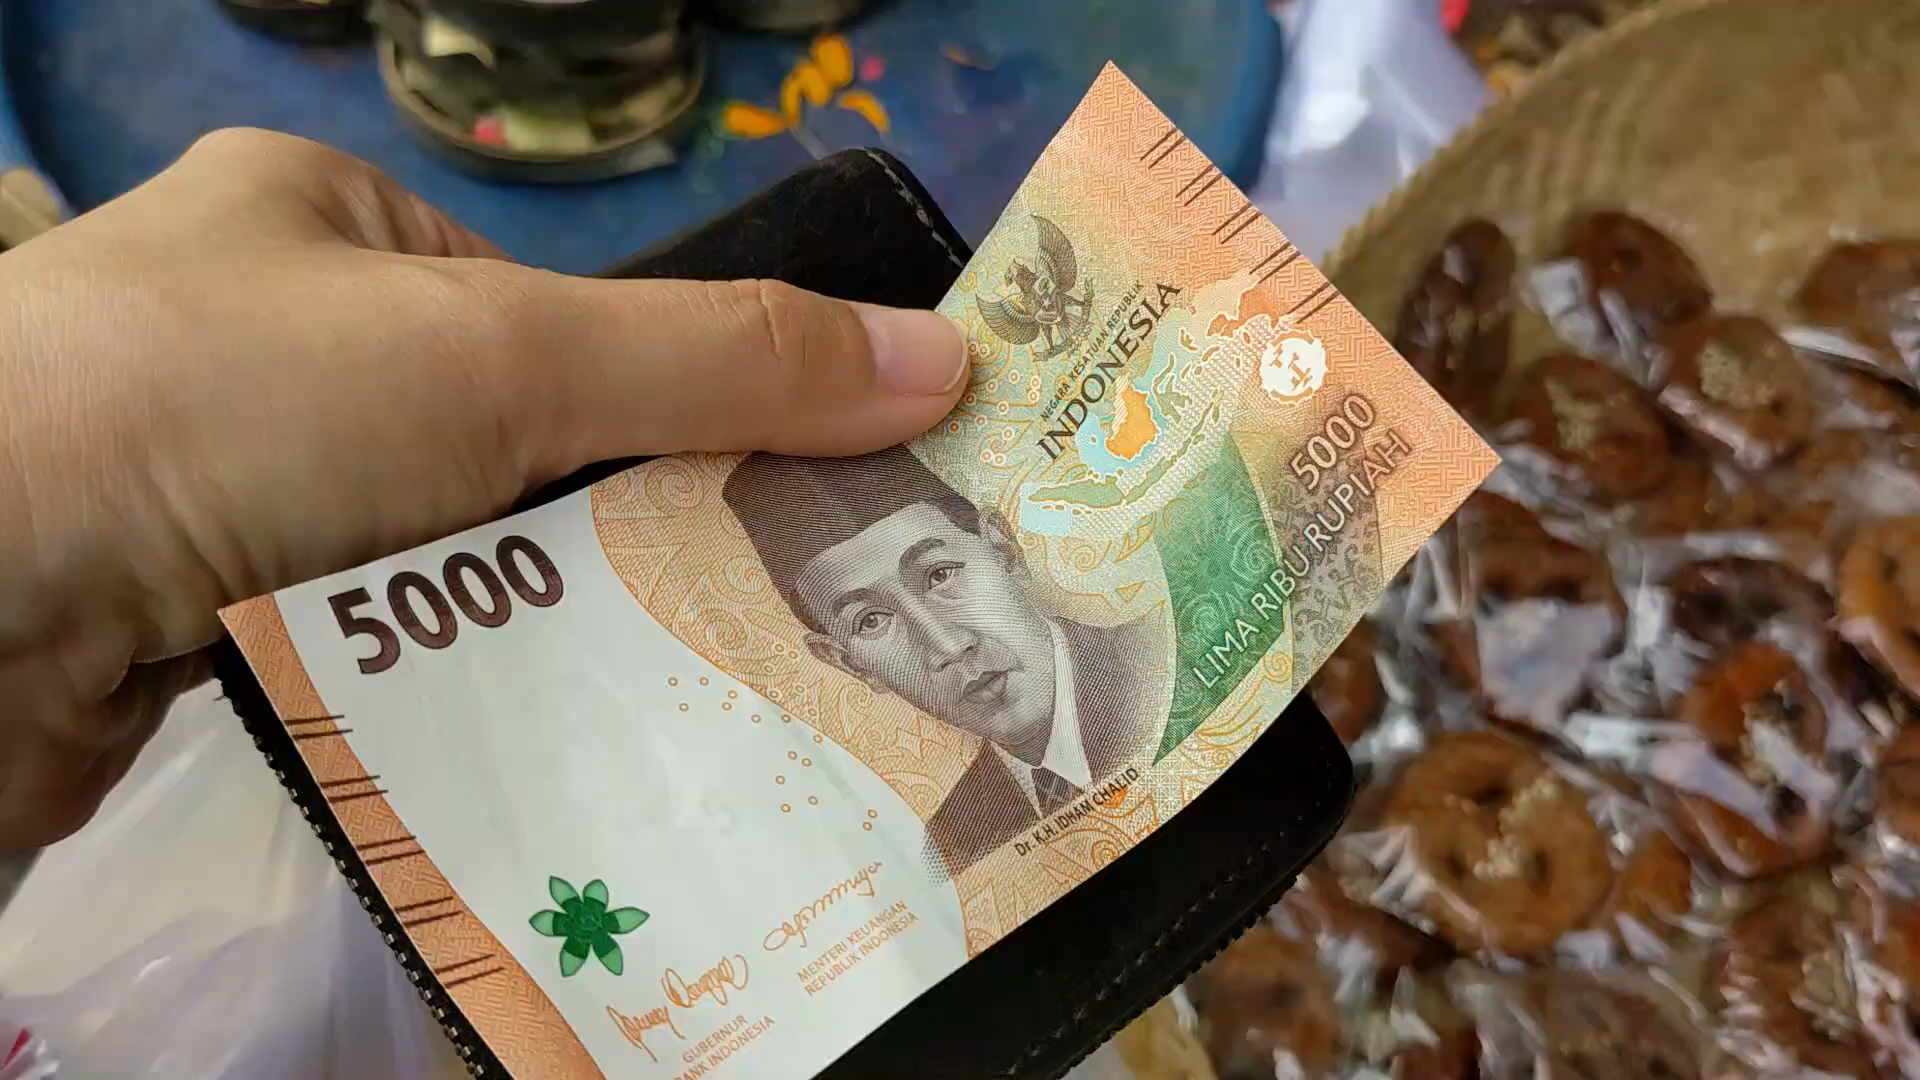 5000
NEGARA KESATUAN REPUBLIK
INDONESIA
5000
LIMA RIBU RUPIAH
Dr. K.H. IDHAM CHALID
GUBERNUR
BANK INDONESIA
MENTERI KEUANGAN
REPUBLIK INDONESIA